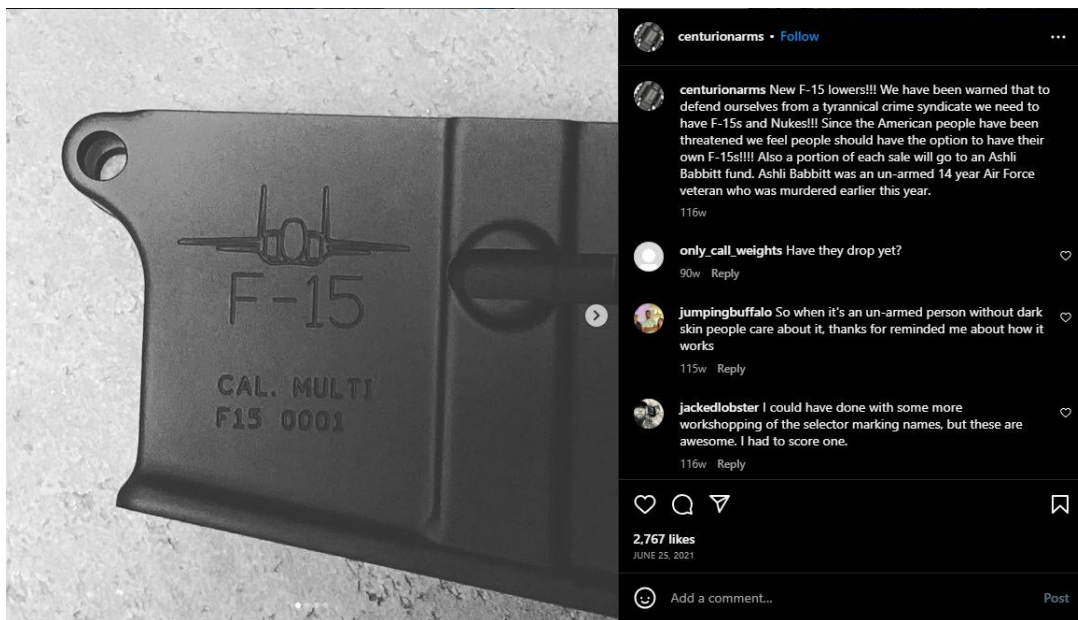 F-15
CAL. MULTI
F15 0001
centurionarms • Follow
centurionarms New F-15 lowers!!! We have been warned that to
defend ourselves from a tyrannical crime syndicate we need to
have F-15s and Nukes!!! Since the American people have been
threatened we feel people should have the option to have their
own F-15s!!!! Also a portion of each sale will go to an Ashli
Babbitt fund. Ashli Babbitt was an un-armed 14 year Air Force
veteran who was murdered earlier this year.
116w
only_call_weights Have they drop yet?
90w Reply
jumpingbuffalo So when it's an un-armed person without dark
skin people care about it, thanks for reminded me about how it
works
115w Reply
jackedlobster I could have done with some more
workshopping of the selector marking names, but these are
awesome. I had to score one.
116w Reply
2,767 likes
JUNE 25, 2021
Add a comment...
Post